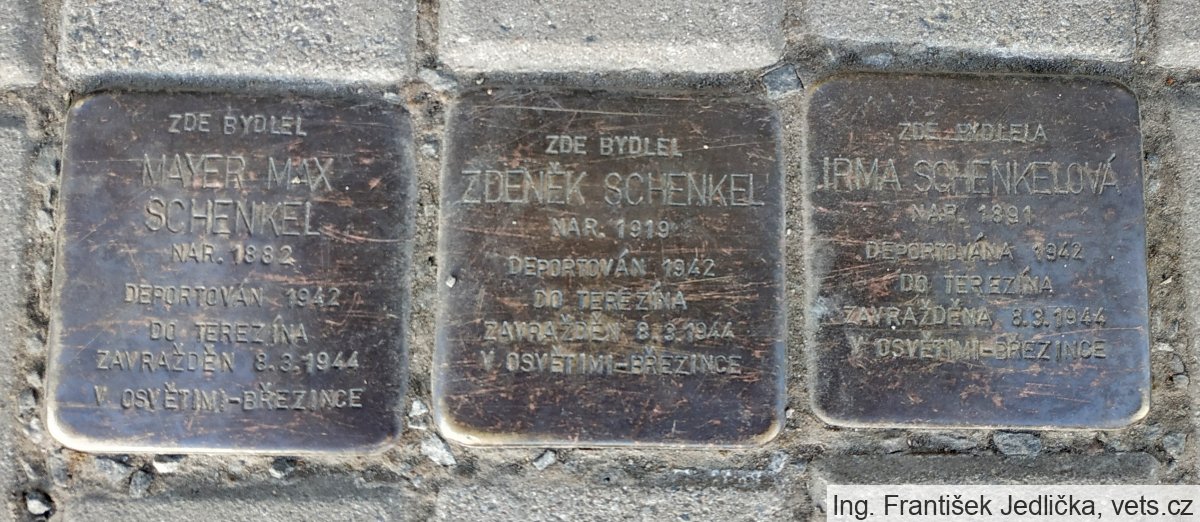 ZDE BYDLEL
MAYER MAX
SCHENKEL
NAR. 1882
DEPORTOVÁN 1942
DO TEREZÍNA
ZAVRAŽDĚN 8.3.1944
V OSVĚTIMI-BŘEZINCE
ZDE BYDLEL
ZDENĚK SCHENKEL
NAR. 1919
DEPORTOVÁN 1942
DO TEREZÍNA
ZAVRAŽDĚN 8.3.1944
V OSVĚTIMI-BŘEZINCE
ZDE BYDLELA
IRMA SCHENKELOVÁ
NAR. 1891
DEPORTOVÁNA 1942
DO TEREZÍNA
ZAVRAŽDĚNA 8.3.1944
V OSVĚTIMI-BŘEZINCE
Ing. František Jedlička, vets.cz